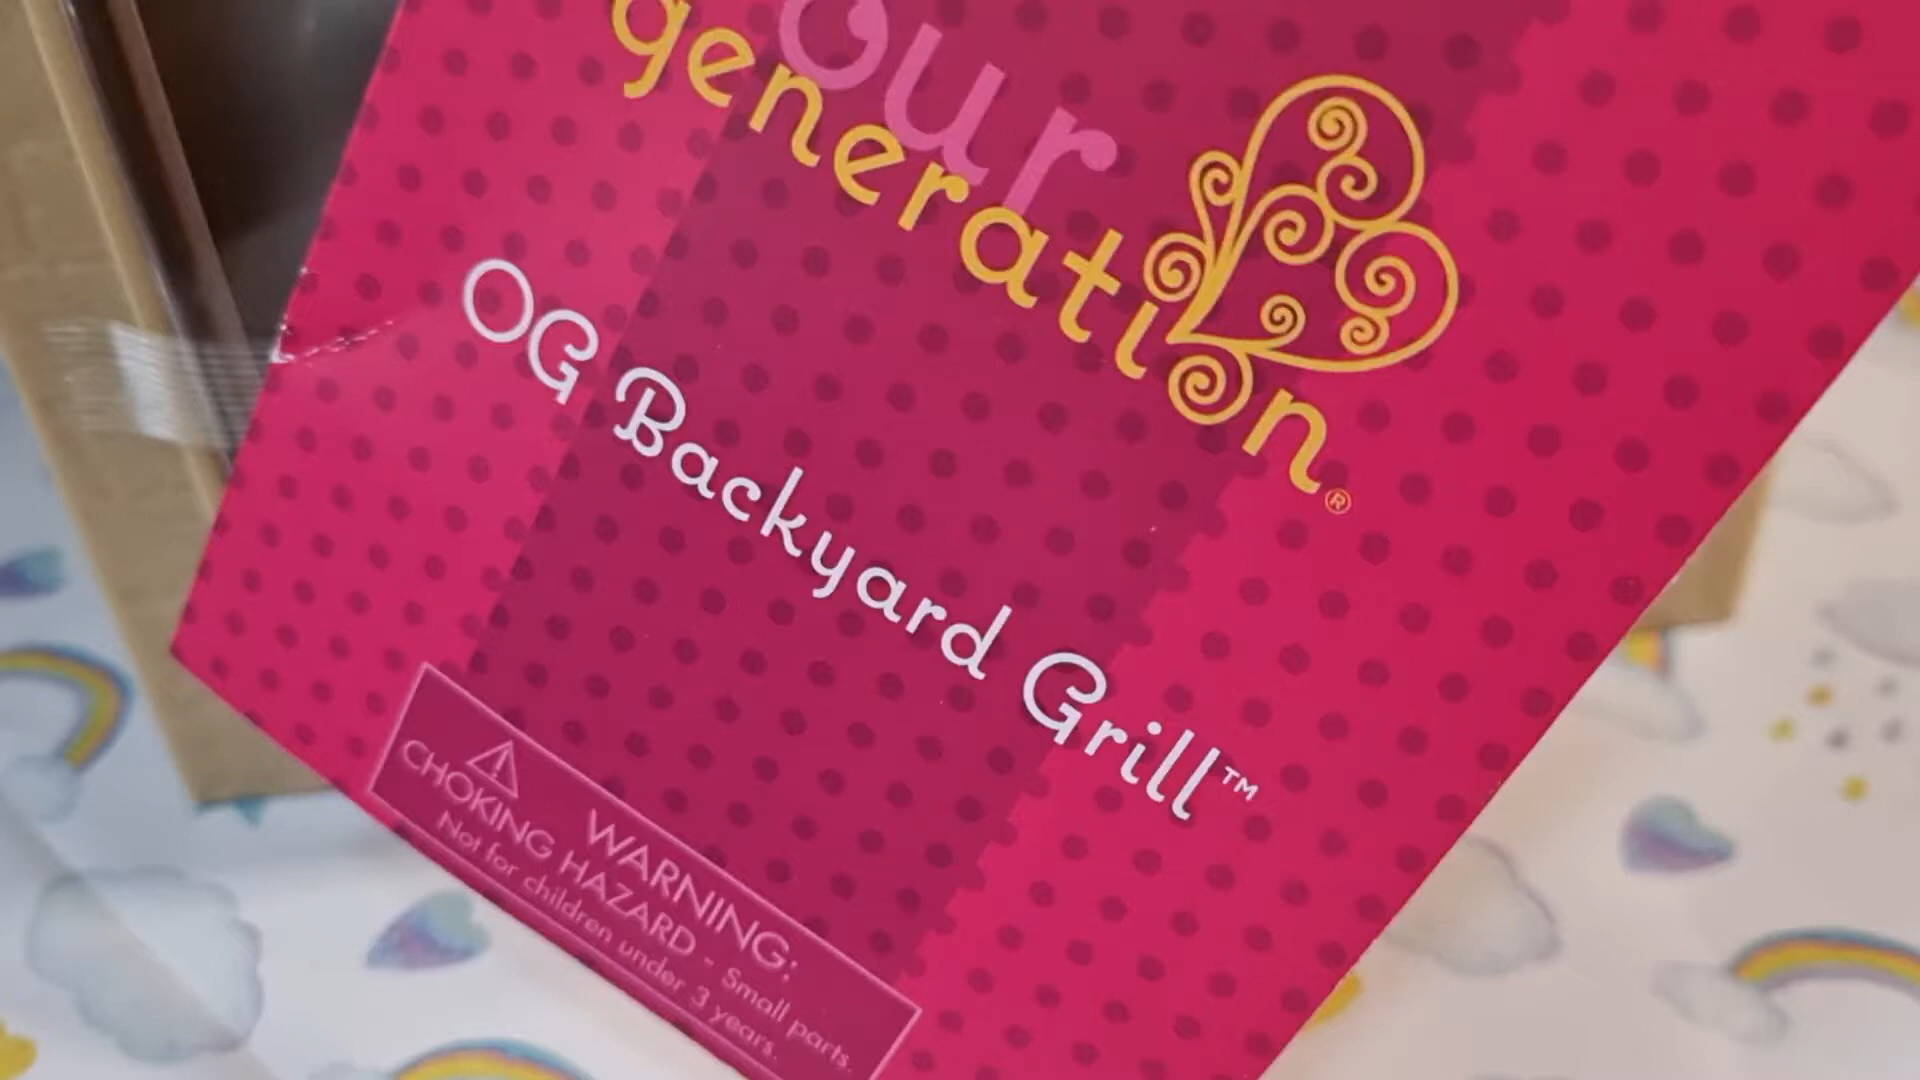 our
generation®
OG Backyard Grill™
⚠ WARNING:
CHOKING HAZARD - Small parts.
Not for children under 3 years.